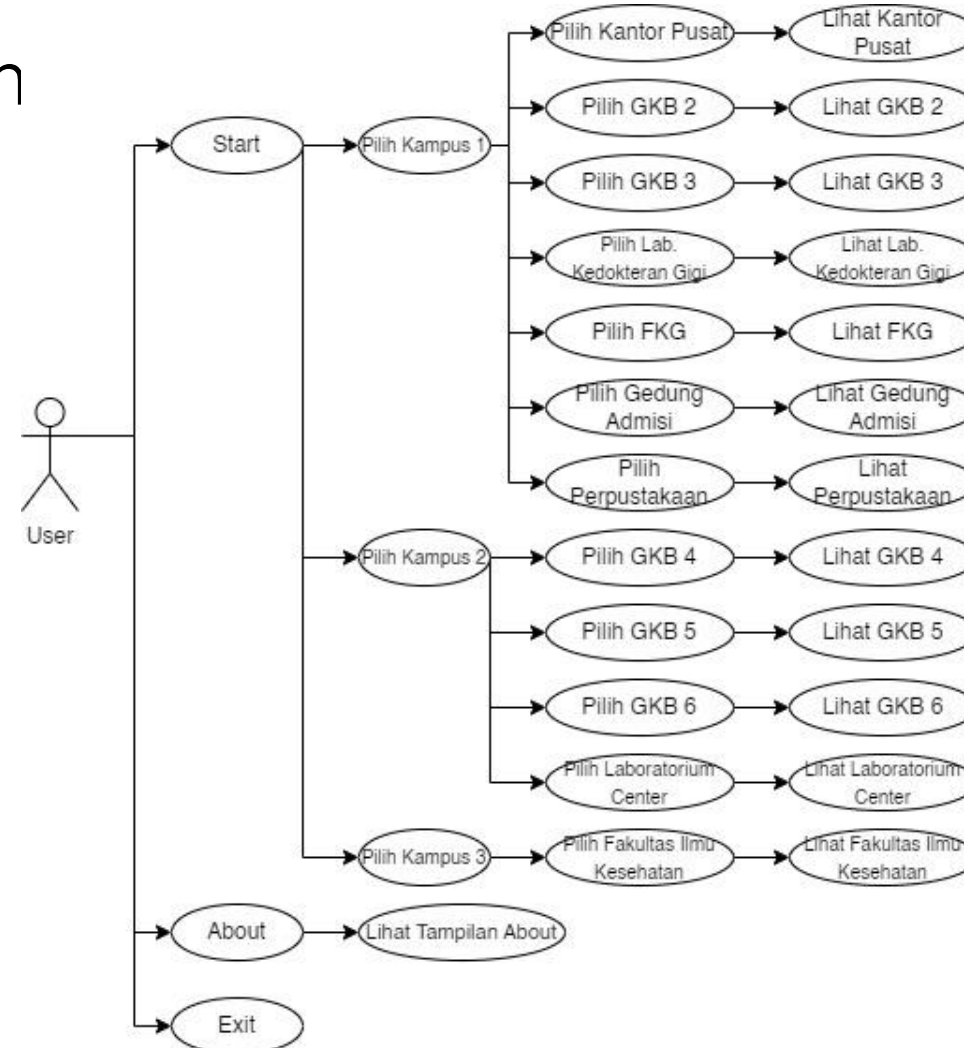 n
Pilih Kantor Pusat
Lihat Kantor
Pusat
Pilih GKB 2
Lihat GKB 2
Start
Pilih Kampus 1
Pilih GKB 3
Lihat GKB 3
Pilih Lab.
Kedokteran Gigi
Lihat Lab.
Kedokteran Gigi
Pilih FKG
Lihat FKG
Pilih Gedung
Admisi
Lihat Gedung
Admisi
Pilih
Perpustakaan
Lihat
Perpustakaan
User
Pilih Kampus 2
Pilih GKB 4
Lihat GKB 4
Pilih GKB 5
Lihat GKB 5
Pilih GKB 6
Lihat GKB 6
Pilih Laboratorium
Center
Lihat Laboratorium
Center
Pilih Kampus 3
Pilih Fakultas Ilmu
Kesehatan
Lihat Fakultas Ilmu
Kesehatan
About
Lihat Tampilan About
Exit